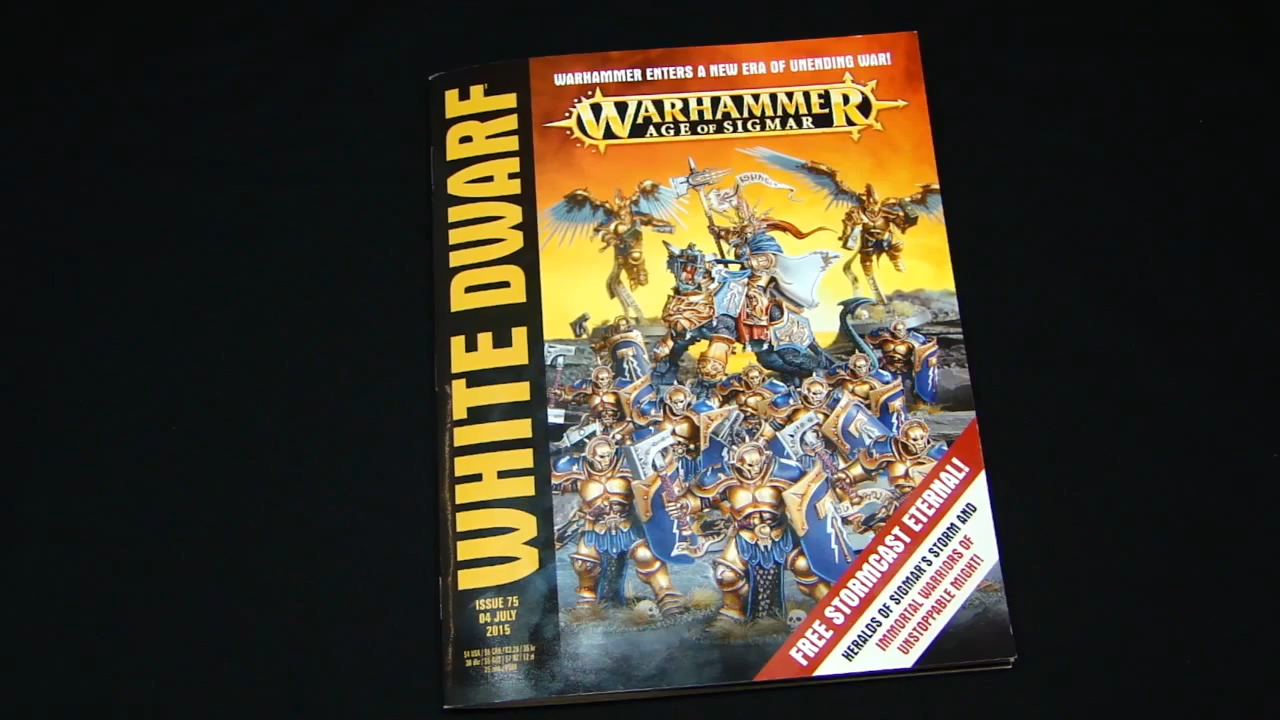 WARHAMMER ENTERS A NEW ERA OF UNENDING WAR!
WARHAMMER
AGE OF SIGMAR
WHITE DWARF
ISSUE 75
04 JULY
2015
FREE STORMCAST ETERNAL!
HERALDS OF SIGMAR'S STORM AND
IMMORTAL WARRIORS OF
UNSTOPPABLE MIGHT!